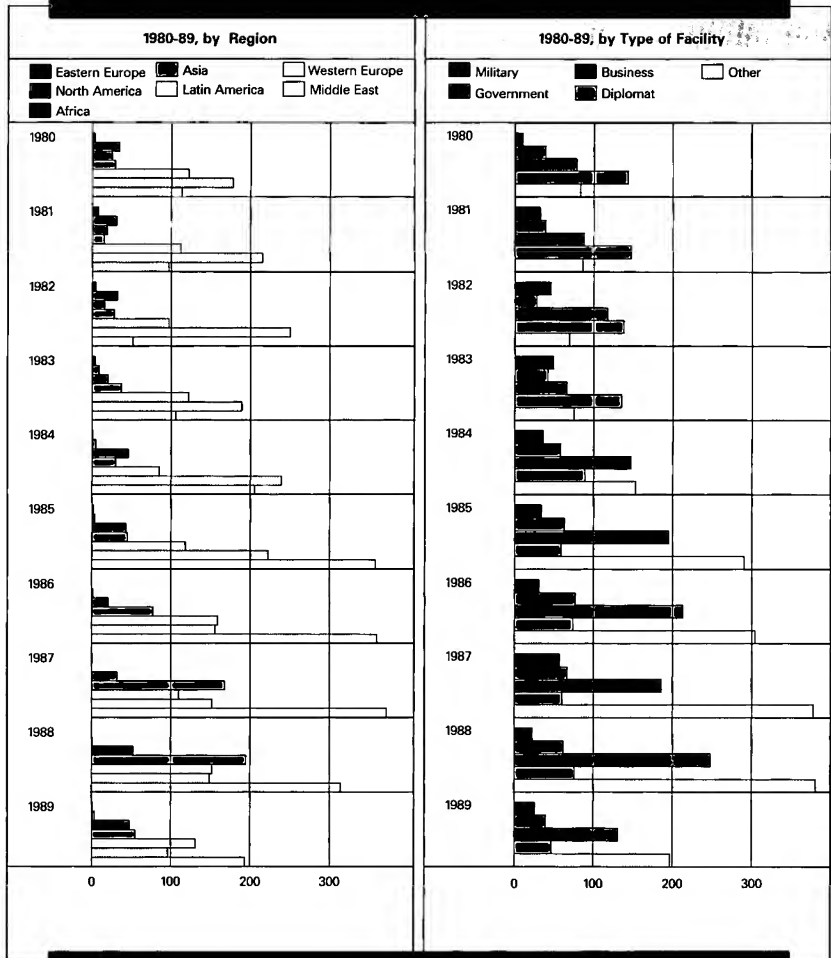 1980-89, by Region
Eastern Europe Asia Western Europe
North America Latin America Middle East
Africa
1980
1981
1982
1983
1984
1985
1986
1987
1988
1989
0 100 200 300
1980-89, by Type of Facility
Military Business Other
Government Diplomat
1980
1981
1982
1983
1984
1985
1986
1987
1988
1989
0 100 200 300